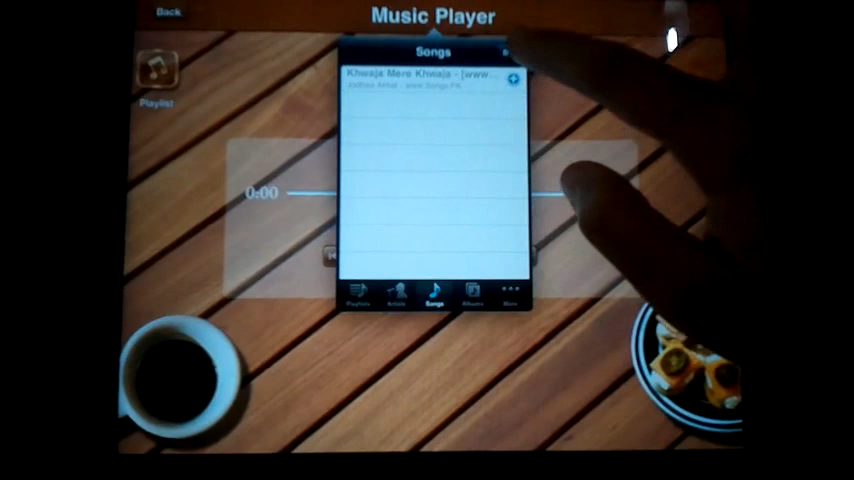 Back
Music Player
Songs
Khwaja Mere Khwaja - [www...
Jodhaa Akbar - www.Songs.PK
Playlist
0:00
Playlists
Artists
Songs
Albums
More